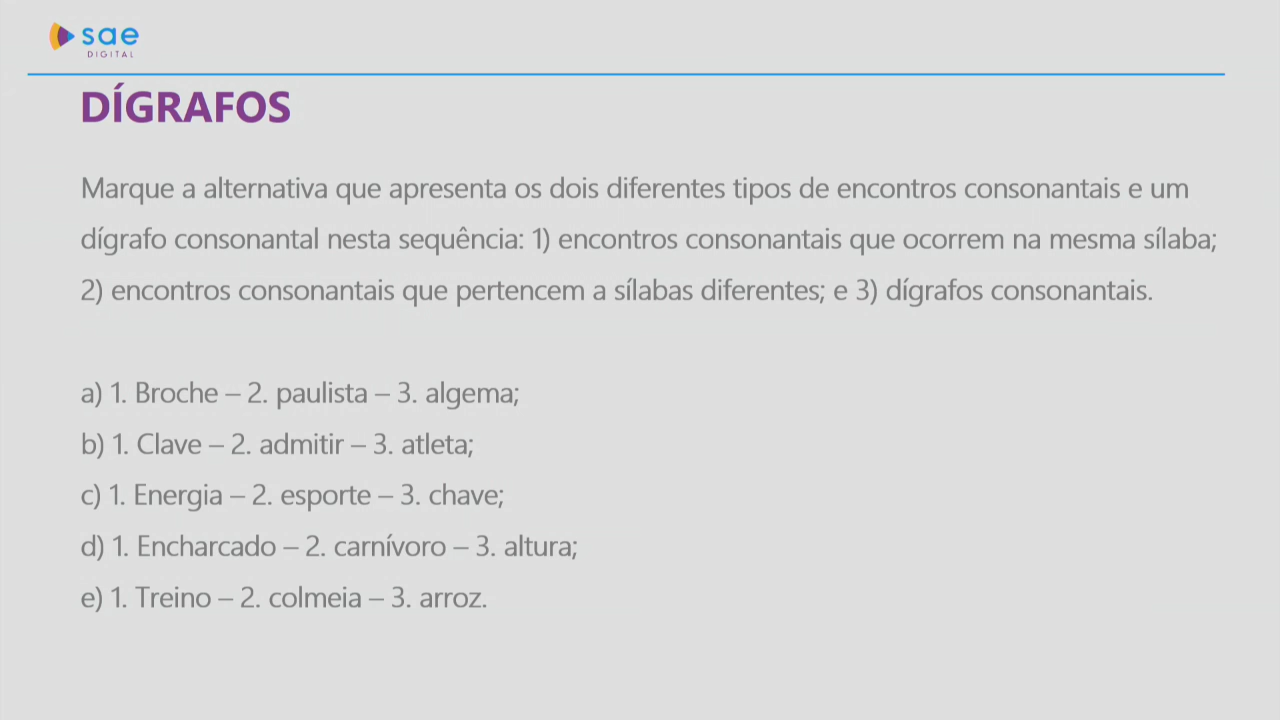 sae
DIGITAL
DÍGRAFOS
Marque a alternativa que apresenta os dois diferentes tipos de encontros consonantais e um
dígrafo consonantal nesta sequência: 1) encontros consonantais que ocorrem na mesma sílaba;
2) encontros consonantais que pertencem a sílabas diferentes; e 3) dígrafos consonantais.
a) 1. Broche – 2. paulista – 3. algema;
b) 1. Clave – 2. admitir – 3. atleta;
c) 1. Energia – 2. esporte – 3. chave;
d) 1. Encharcado – 2. carnívoro – 3. altura;
e) 1. Treino – 2. colmeia – 3. arroz.